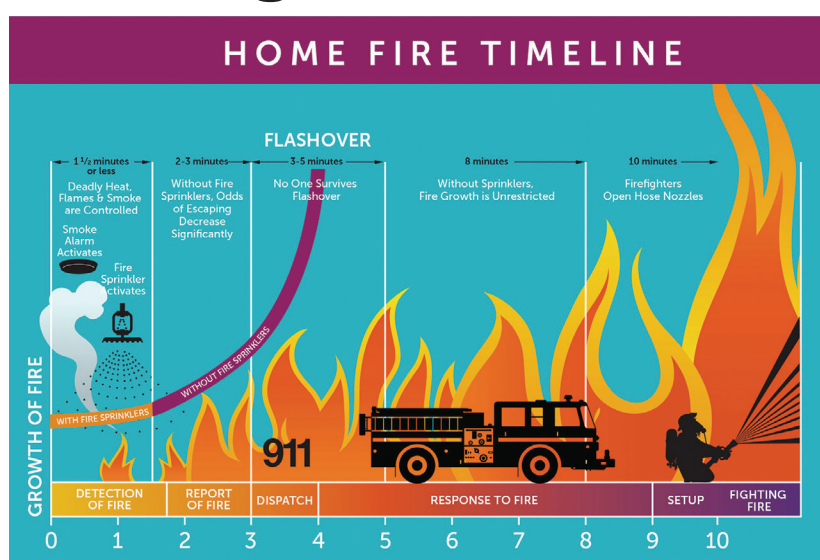 HOME FIRE TIMELINE
FLASHOVER
1 ½ minutes
or less
Deadly Heat,
Flames & Smoke
are Controlled
2-3 minutes
Without Fire
Sprinklers, Odds
of Escaping
Decrease
Significantly
3-5 minutes
No One Survives
Flashover
8 minutes
Without Sprinklers,
Fire Growth is Unrestricted
10 minutes
Firefighters
Open Hose Nozzles
Smoke
Alarm
Activates
Fire
Sprinkler
Activates
WITH FIRE SPRINKLERS
WITHOUT FIRE SPRINKLERS
911
GROWTH OF FIRE
DETECTION
OF FIRE
REPORT
OF FIRE
DISPATCH
RESPONSE TO FIRE
SETUP
FIGHTING
FIRE
0 1 2 3 4 5 6 7 8 9 10